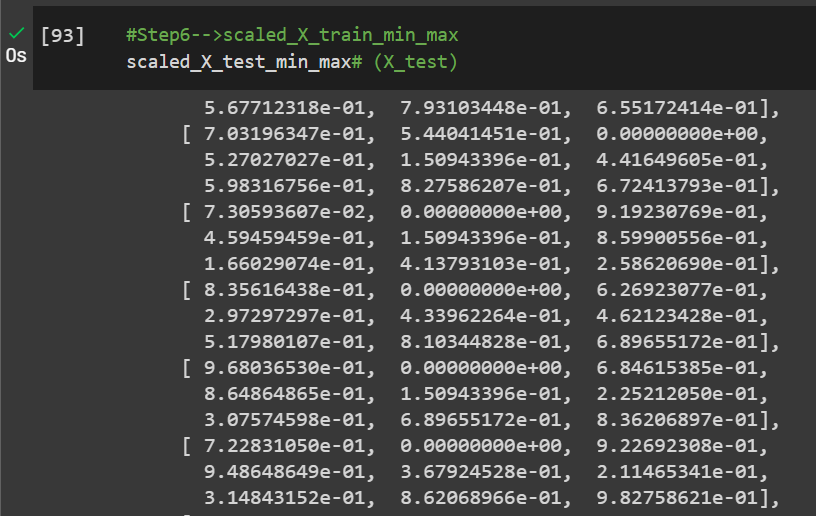 [93] #Step6-->scaled_X_train_min_max
0s scaled_X_test_min_max# (X_test)
5.67712318e-01, 7.93103448e-01, 6.55172414e-01],
[ 7.03196347e-01, 5.44041451e-01, 0.00000000e+00,
5.27027027e-01, 1.50943396e-01, 4.41649605e-01,
5.98316756e-01, 8.27586207e-01, 6.72413793e-01],
[ 7.30593607e-02, 0.00000000e+00, 9.19230769e-01,
4.59459459e-01, 1.50943396e-01, 8.59900556e-01,
1.66029074e-01, 4.13793103e-01, 2.58620690e-01],
[ 8.35616438e-01, 0.00000000e+00, 6.26923077e-01,
2.97297297e-01, 4.33962264e-01, 4.62123428e-01,
5.17980107e-01, 8.10344828e-01, 6.89655172e-01],
[ 9.68036530e-01, 0.00000000e+00, 6.84615385e-01,
8.64864865e-01, 1.50943396e-01, 2.25212050e-01,
3.07574598e-01, 6.89655172e-01, 8.36206897e-01],
[ 7.22831050e-01, 0.00000000e+00, 9.22692308e-01,
9.48648649e-01, 3.67924528e-01, 2.11465341e-01,
3.14843152e-01, 8.62068966e-01, 9.82758621e-01],